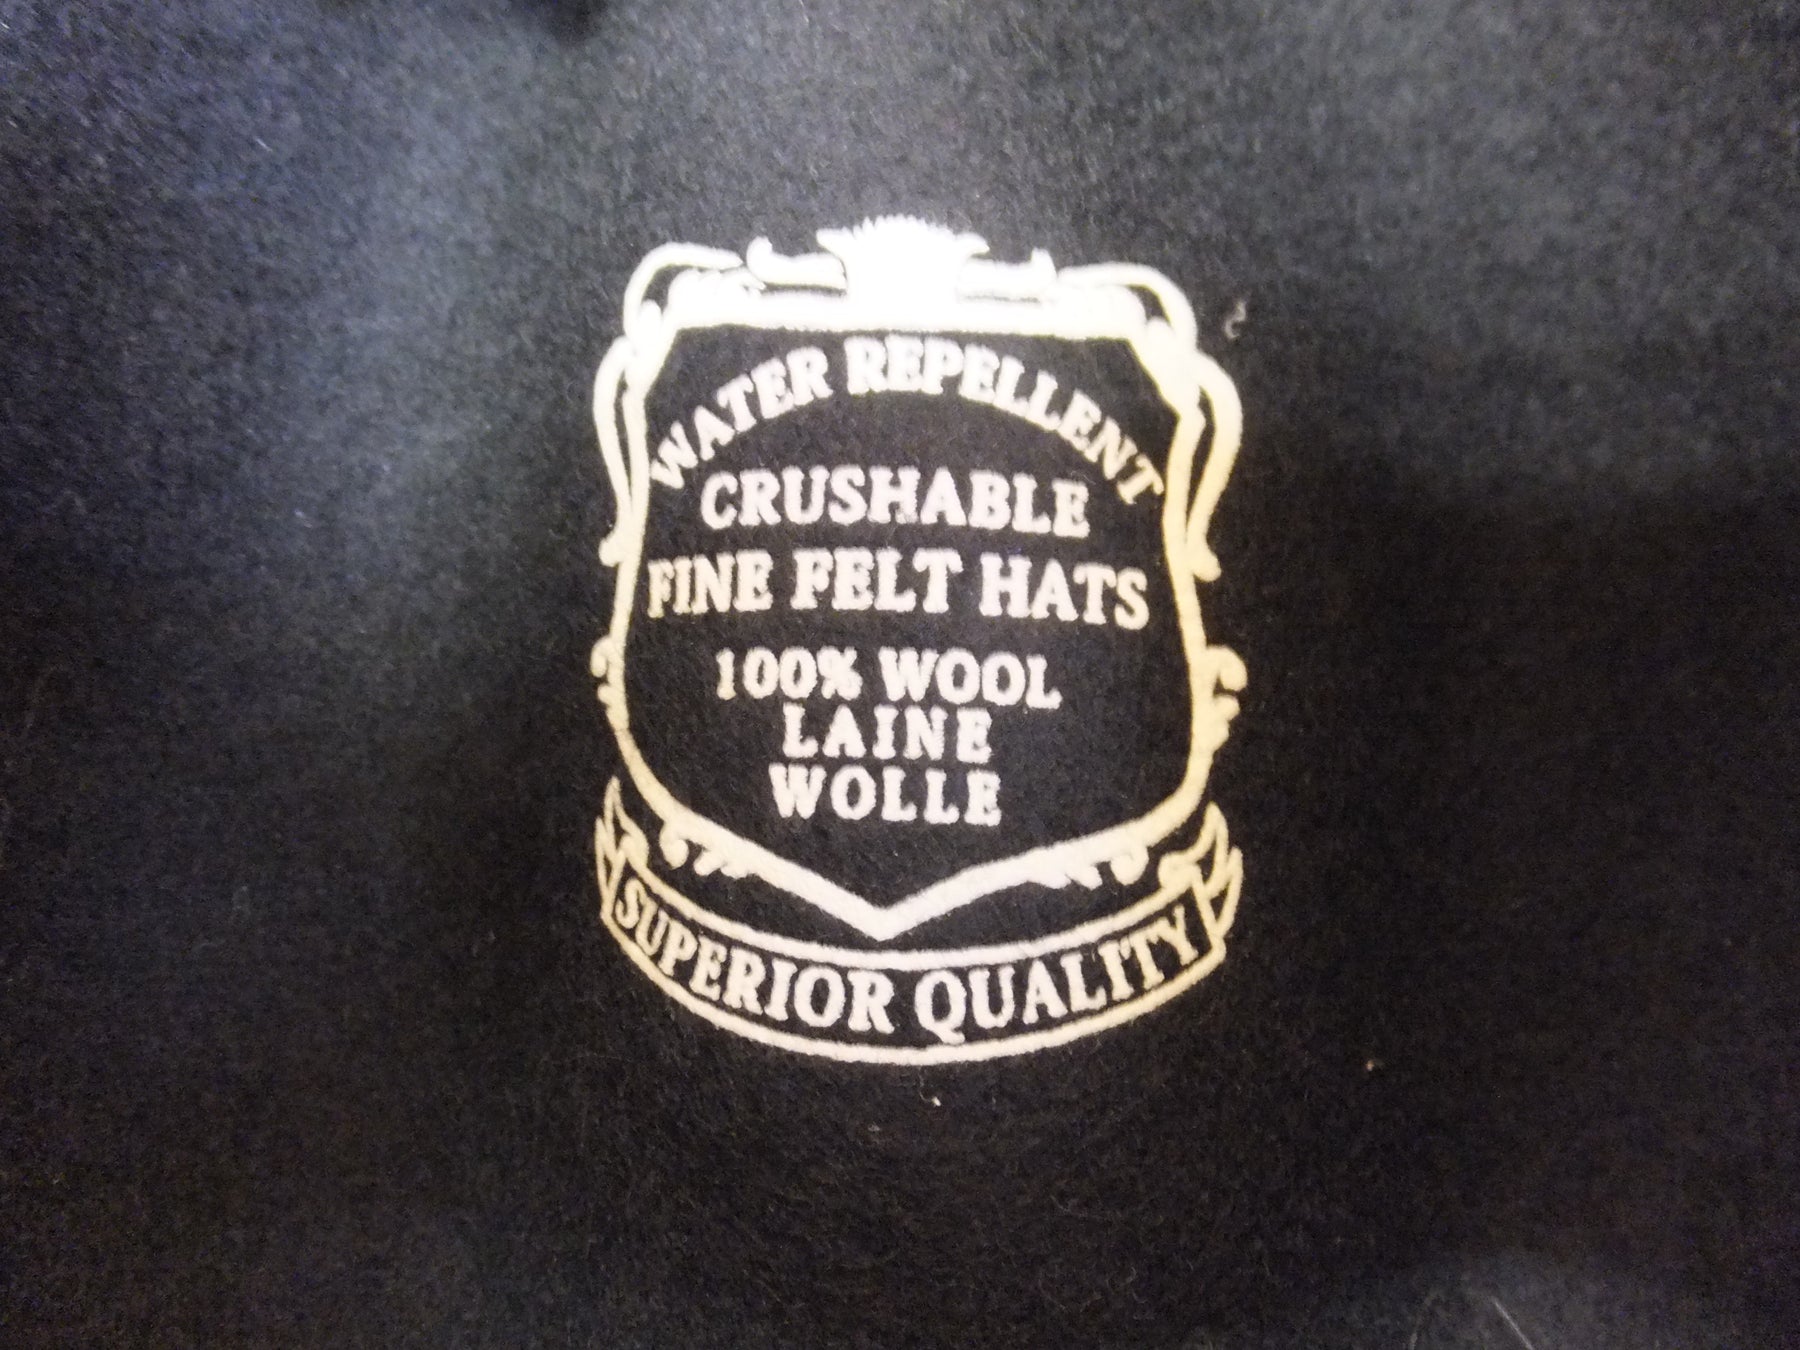 WATER REPELLENT
CRUSHABLE
FINE FELT HATS
100% WOOL
LAINE
WOLLE
SUPERIOR QUALITY